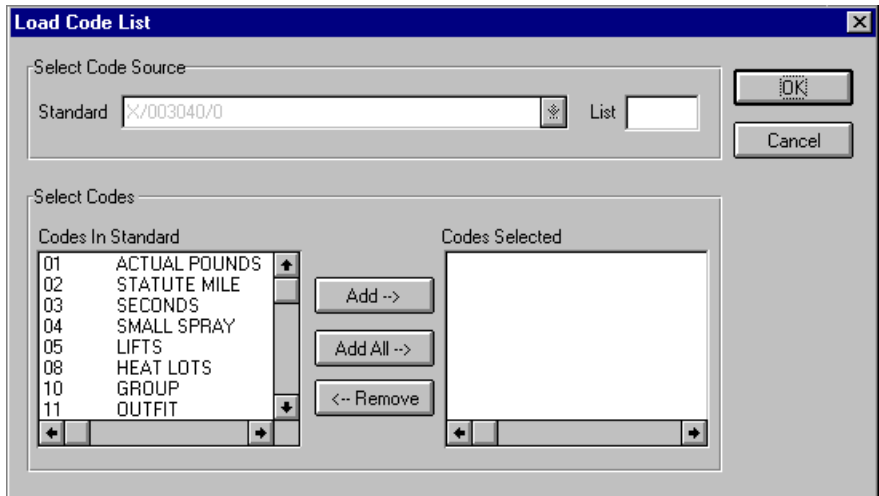 Load Code List
Select Code Source
Standard X/003040/0 List
OK
Cancel
Select Codes
Codes In Standard Codes Selected
01 ACTUAL POUNDS
02 STATUTE MILE
03 SECONDS
04 SMALL SPRAY
05 LIFTS
08 HEAT LOTS
10 GROUP
11 OUTFIT
Add -->
Add All -->
<-- Remove